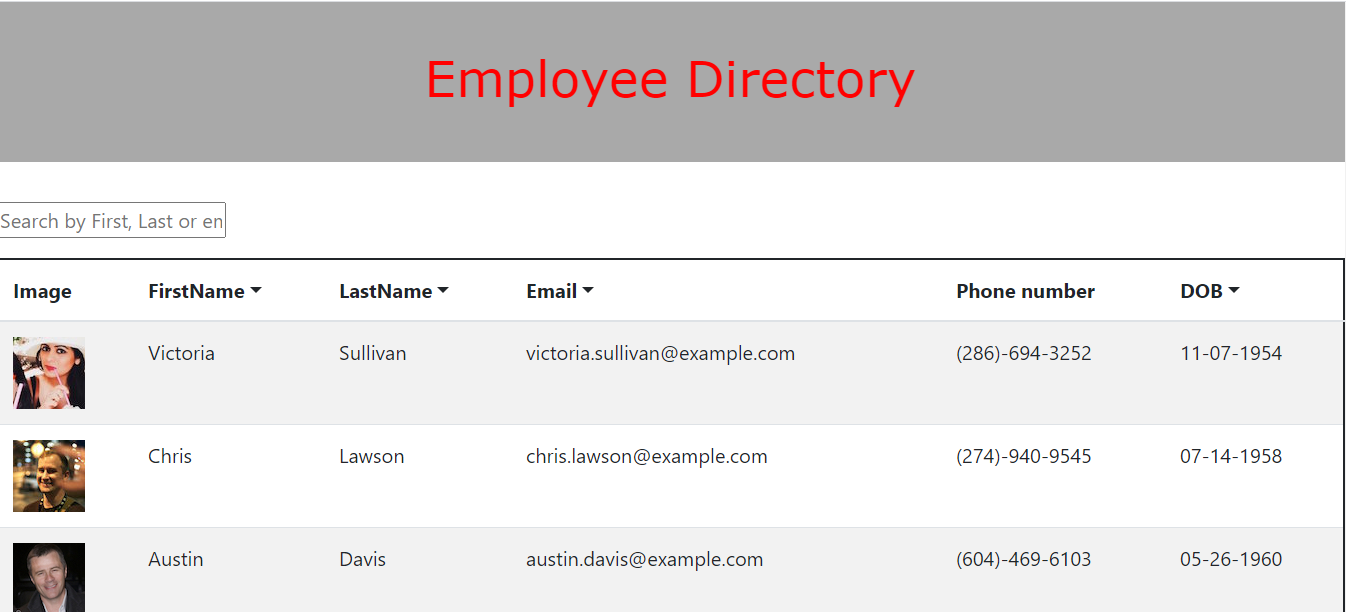 Employee Directory
Search by First, Last or en
Image FirstName LastName Email Phone number DOB
Victoria Sullivan victoria.sullivan@example.com (286)-694-3252 11-07-1954
Chris Lawson chris.lawson@example.com (274)-940-9545 07-14-1958
Austin Davis austin.davis@example.com (604)-469-6103 05-26-1960